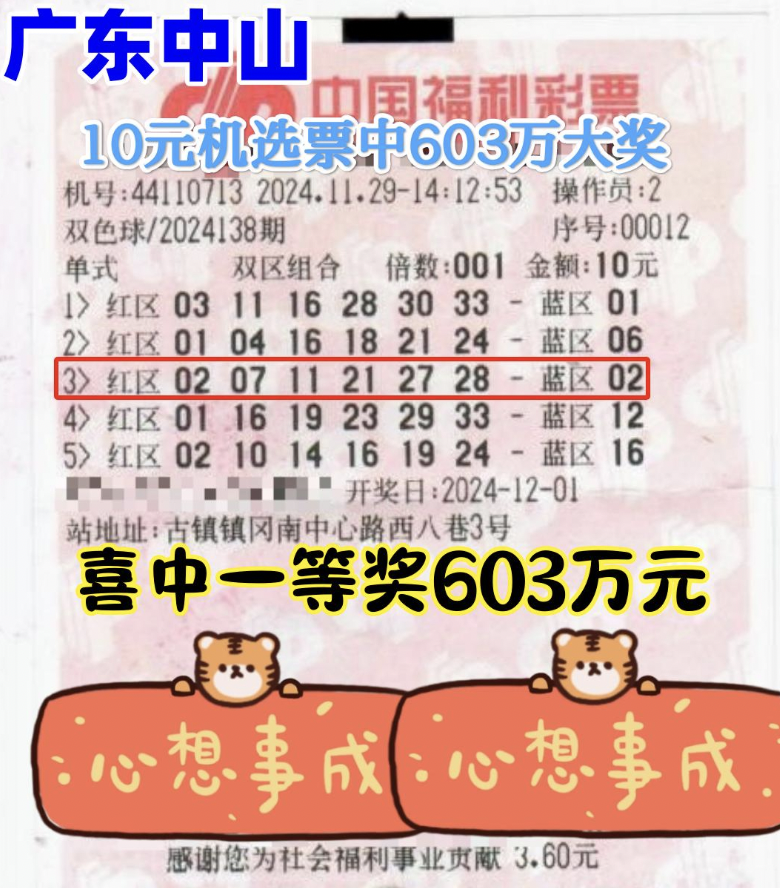 广东中山
中国福利彩票
10元机选票中603万大奖
机号:44110713 2024.11.29-14:12:53 操作员:2
双色球/2024138期 序号:00012
单式 双区组合 倍数:001 金额:10元
1> 红区 03 11 16 28 30 33 - 蓝区 01
2> 红区 01 04 16 18 21 24 - 蓝区 06
3> 红区 02 07 11 21 27 28 - 蓝区 02
4> 红区 01 16 19 23 29 33 - 蓝区 12
5> 红区 02 10 14 16 19 24 - 蓝区 16
开奖日:2024-12-01
站地址:古镇镇冈南中心路西八巷3号
喜中一等奖603万元
心想事成 心想事成
感谢您为社会福利事业贡献 3.60元